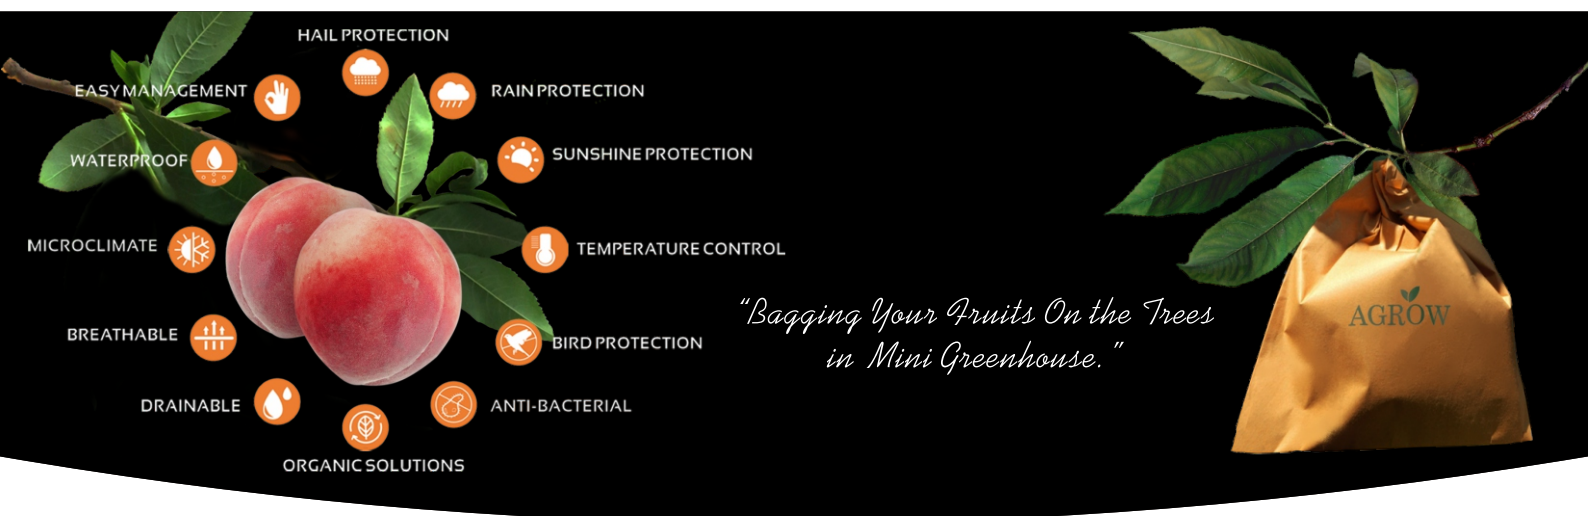 HAIL PROTECTION
EASY MANAGEMENT
RAIN PROTECTION
WATERPROOF
SUNSHINE PROTECTION
MICROCLIMATE
TEMPERATURE CONTROL
BREATHABLE
BIRD PROTECTION
DRAINABLE
ANTI-BACTERIAL
ORGANIC SOLUTIONS
“Bagging Your Fruits On the Trees
in Mini Greenhouse.”
AGROW